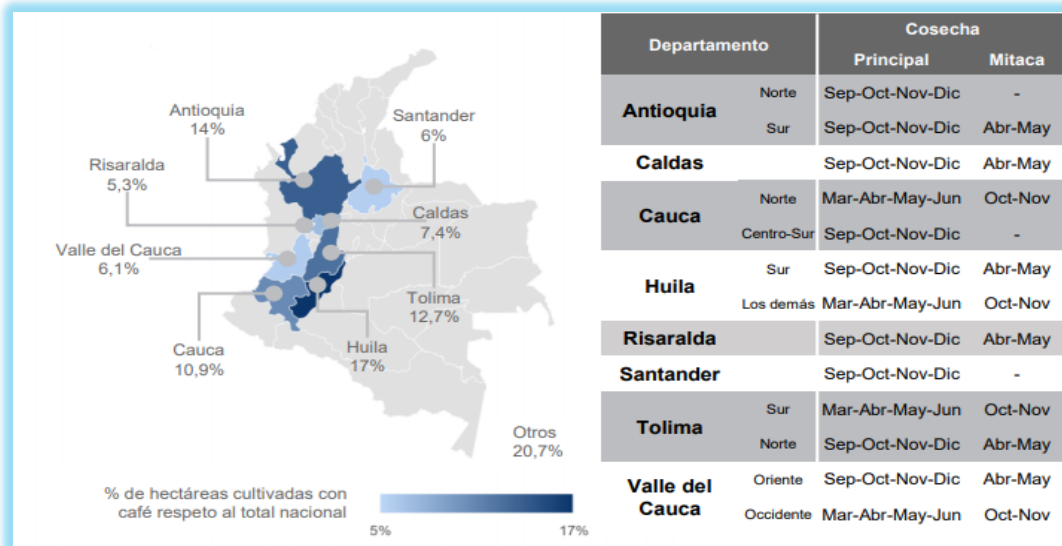 Antioquia
14%
Santander
6%
Risaralda
5,3%
Caldas
7,4%
Valle del Cauca
6,1%
Tolima
12,7%
Cauca
10,9%
Huila
17%
Otros
20,7%
% de hectáreas cultivadas con
café respeto al total nacional
5% 17%
Departamento Cosecha
Principal Mitaca
Antioquia Norte Sep-Oct-Nov-Dic -
Sur Sep-Oct-Nov-Dic Abr-May
Caldas Sep-Oct-Nov-Dic Abr-May
Cauca Norte Mar-Abr-May-Jun Oct-Nov
Centro-Sur Sep-Oct-Nov-Dic -
Huila Sur Sep-Oct-Nov-Dic Abr-May
Los demás Mar-Abr-May-Jun Oct-Nov
Risaralda Sep-Oct-Nov-Dic Abr-May
Santander Sep-Oct-Nov-Dic -
Tolima Sur Mar-Abr-May-Jun Oct-Nov
Norte Sep-Oct-Nov-Dic Abr-May
Valle del Oriente Sep-Oct-Nov-Dic Abr-May
Cauca Occidente Mar-Abr-May-Jun Oct-Nov